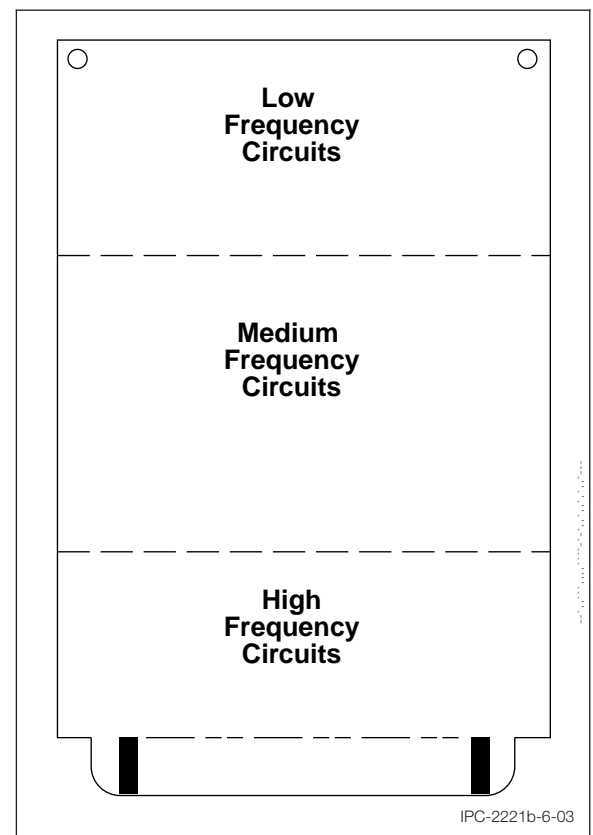 Low
Frequency
Circuits
Medium
Frequency
Circuits
High
Frequency
Circuits
IPC-2221b-6-03